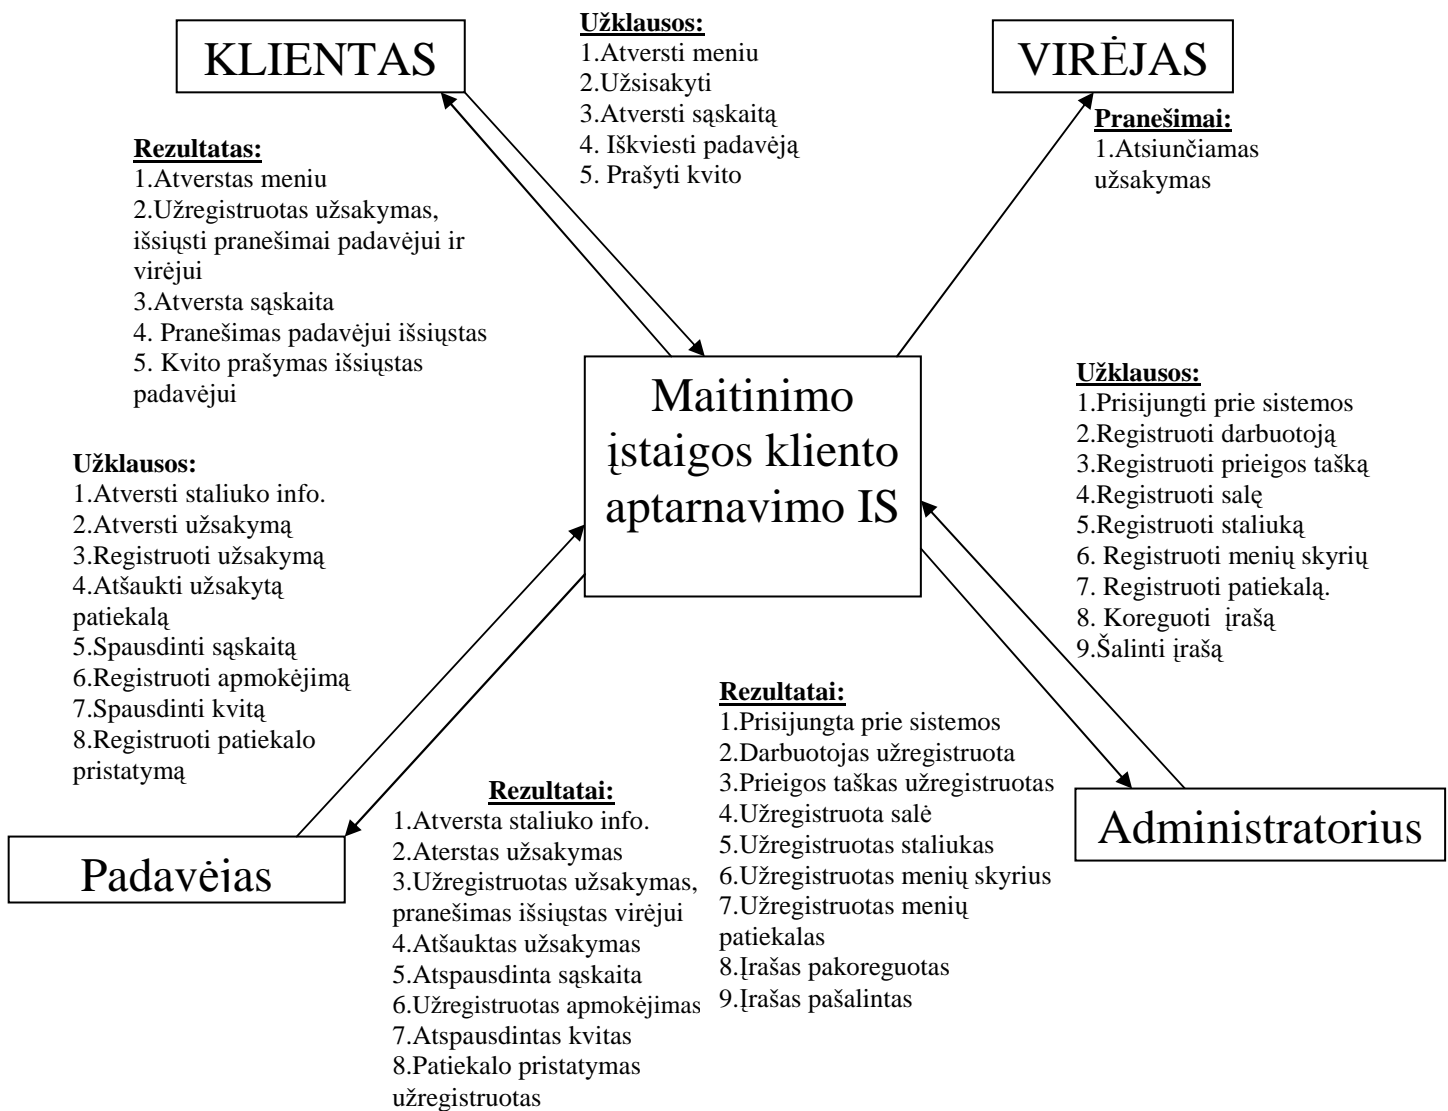 KLIENTAS
Užklausos:
1.Atversti meniu
2.Užsisakyti
3.Atversti sąskaitą
4. Iškviesti padavėją
5. Prašyti kvito
VIRĖJAS
Pranešimai:
1.Atsiunčiamas
užsakymas
Rezultatas:
1.Atverstas meniu
2.Užregistruotas užsakymas,
išsiųsti pranešimai padavėjui ir
virėjui
3.Atversta sąskaita
4. Pranešimas padavėjui išsiųstas
5. Kvito prašymas išsiųstas
padavėjui
Maitinimo
įstaigos kliento
aptarnavimo IS
Užklausos:
1.Prisijungti prie sistemos
2.Registruoti darbuotoją
3.Registruoti prieigos tašką
4.Registruoti salę
5.Registruoti staliuką
6. Registruoti menių skyrių
7. Registruoti patiekalą.
8. Koreguoti įrašą
9.Šalinti įrašą
Užklausos:
1.Atversti staliuko info.
2.Atversti užsakymą
3.Registruoti užsakymą
4.Atšaukti užsakytą
patiekalą
5.Spausdinti sąskaitą
6.Registruoti apmokėjimą
7.Spausdinti kvitą
8.Registruoti patiekalo
pristatymą
Rezultatai:
1.Prisijungta prie sistemos
2.Darbuotojas užregistruota
3.Prieigos taškas užregistruotas
4.Užregistruota salė
5.Užregistruotas staliukas
6.Užregistruotas menių skyrius
7.Užregistruotas menių
patiekalas
8.Įrašas pakoreguotas
9.Įrašas pašalintas
Administratorius
Padavėjas
Rezultatai:
1.Atversta staliuko info.
2.Aterstas užsakymas
3.Užregistruotas užsakymas,
pranešimas išsiųstas virėjui
4.Atšauktas užsakymas
5.Atspausdinta sąskaita
6.Užregistruotas apmokėjimas
7.Atspausdintas kvitas
8.Patiekalo pristatymas
užregistruotas